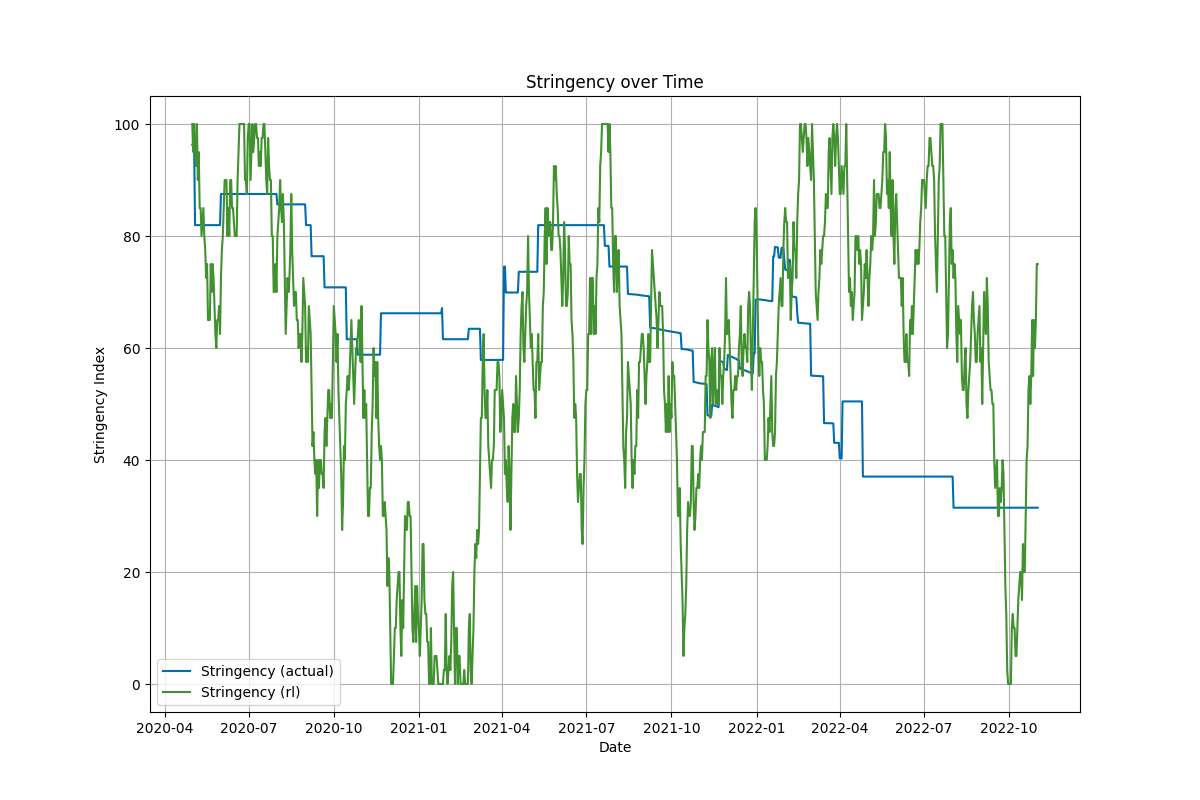 Stringency over Time
Stringency Index
100
80
60
40
20
0
Stringency (actual)
Stringency (rl)
2020-04 2020-07 2020-10 2021-01 2021-04 2021-07 2021-10 2022-01 2022-04 2022-07 2022-10
Date